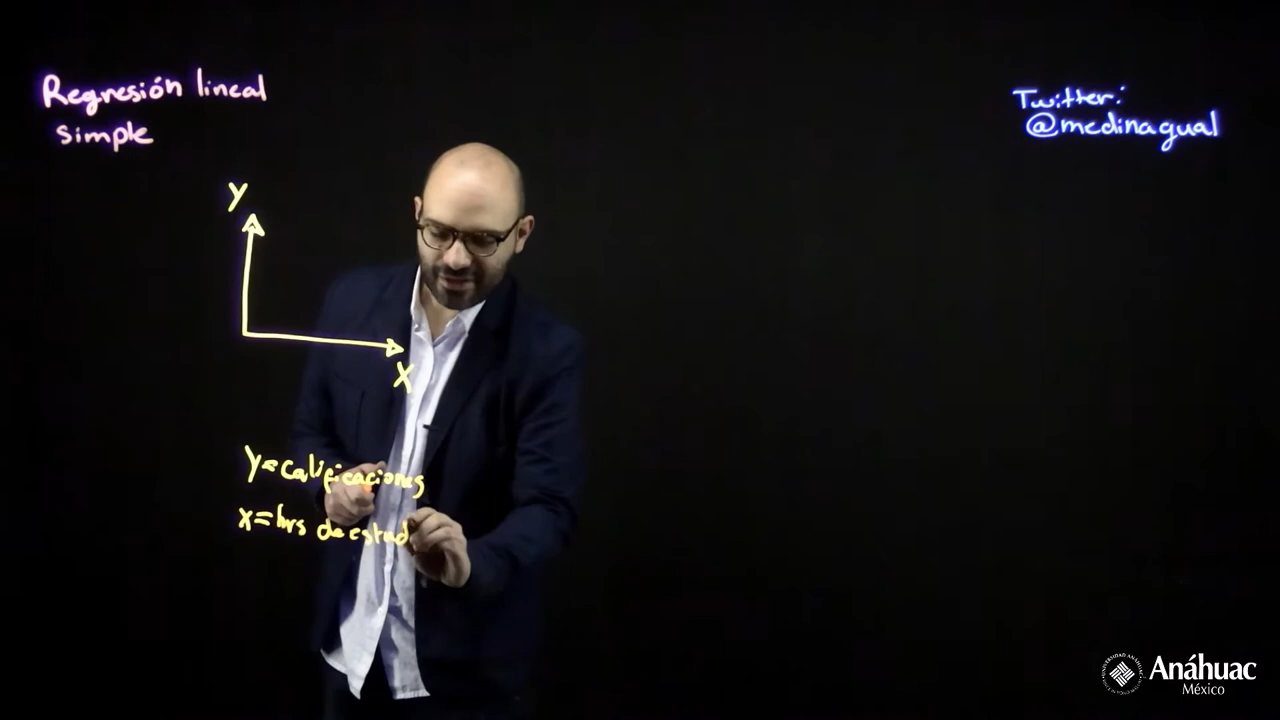 Regresión lineal
simple
Twitter:
@medinagual
Y
X
Y=calificaciones
X=hrs de estud
Anáhuac
México